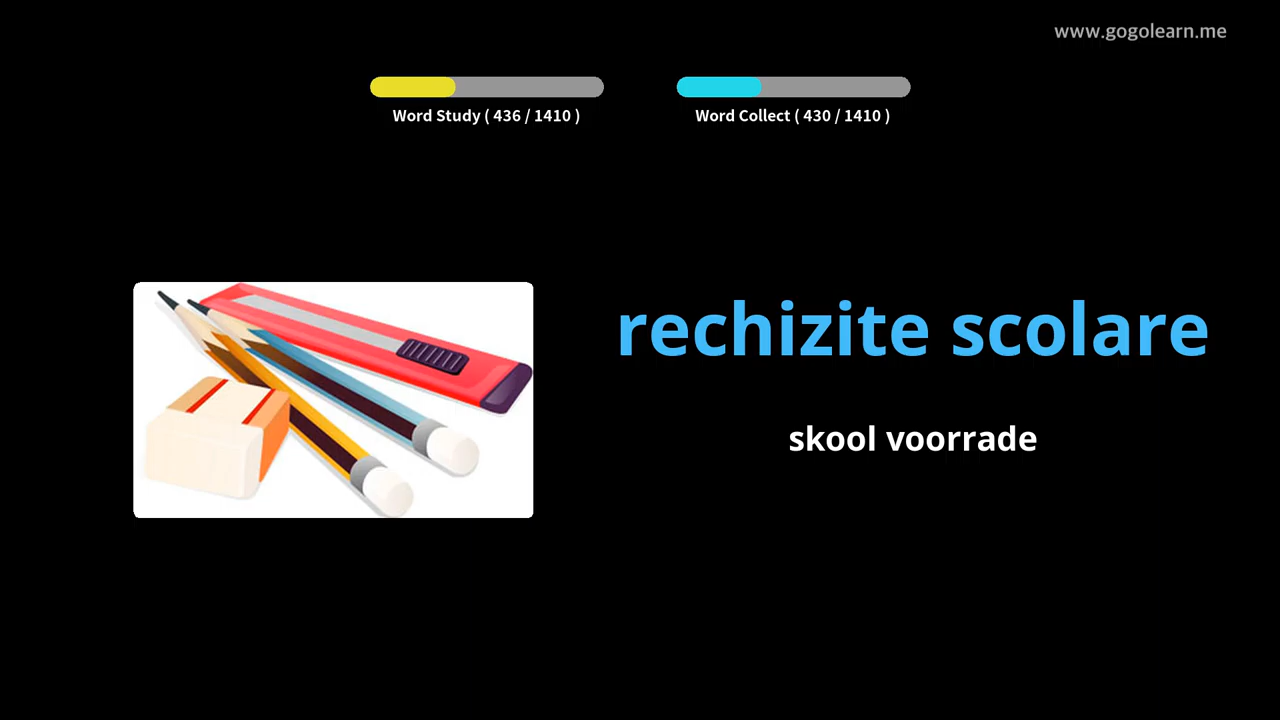 www.gogolearn.me
Word Study ( 436 / 1410 )
Word Collect ( 430 / 1410 )
rechizite scolare
skool voorrade